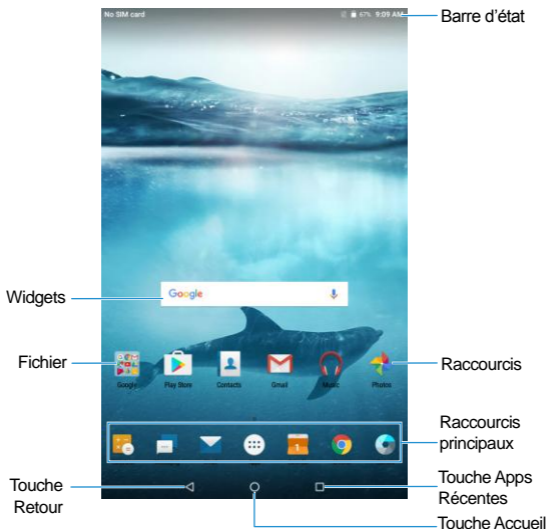 No SIM card
67% 9:09 AM
Barre d'état
Google
Widgets
Fichier
Google
Play Store
Contacts
Gmail
Music
Photos
Raccourcis
1
Raccourcis
principaux
Touche
Retour
Touche Apps
Récentes
Touche Accueil